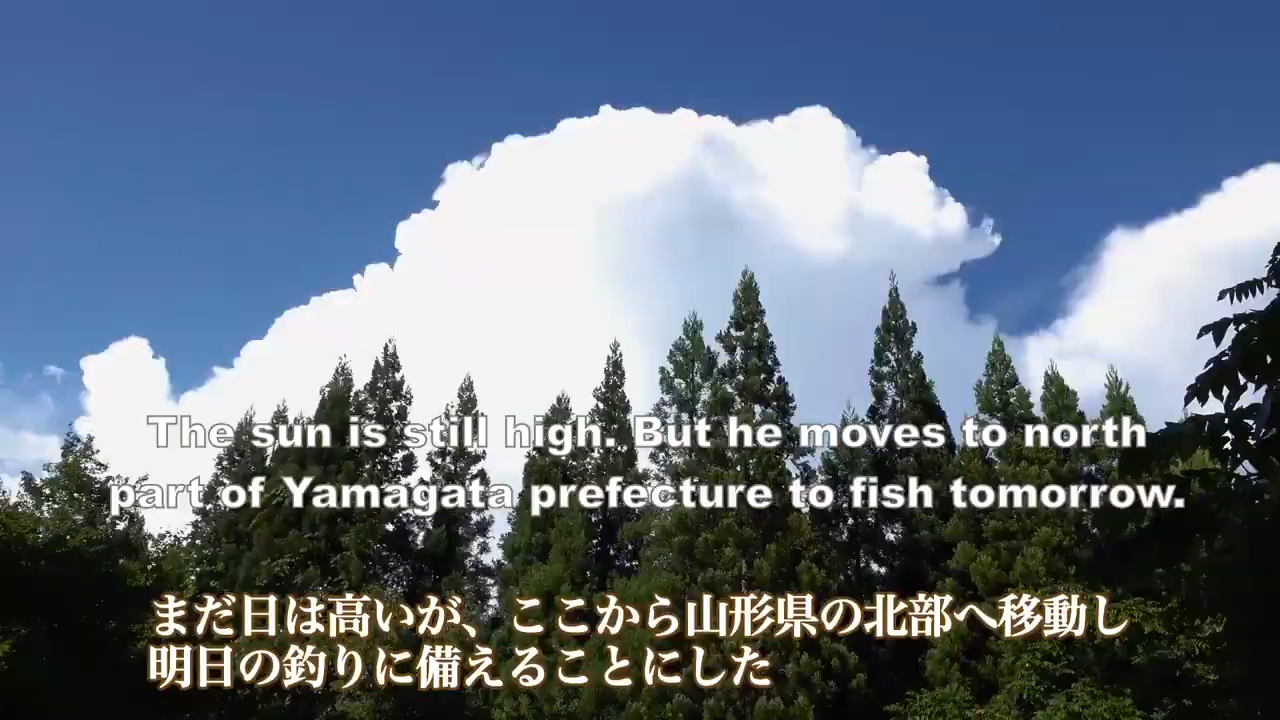 The sun is still high. But he moves to north
part of Yamagata prefecture to fish tomorrow.
まだ日は高いが、ここから山形県の北部へ移動し
明日の釣りに備えることにした